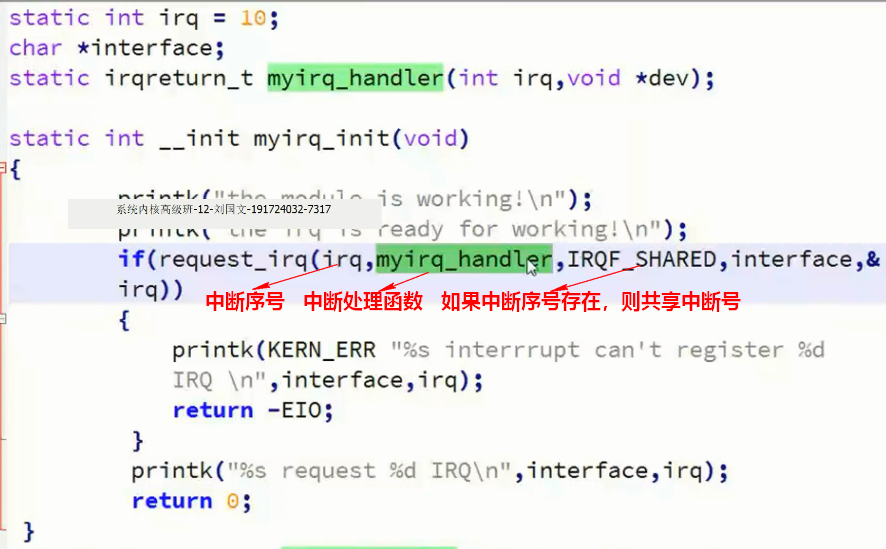 static int irq = 10;
char *interface;
static irqreturn_t myirq_handler(int irq,void *dev);
static int __init myirq_init(void)
{
printk("the module is working!\n");
系统内核高级班-12-刘国文-191724032-7317
printk("the irq is ready for working!\n");
if(request_irq(irq,myirq_handler,IRQF_SHARED,interface,&
irq))
中断序号 中断处理函数 如果中断序号存在，则共享中断号
{
printk(KERN_ERR "%s interrrupt can't register %d
IRQ \n",interface,irq);
return -EIO;
}
printk("%s request %d IRQ\n",interface,irq);
return 0;
}